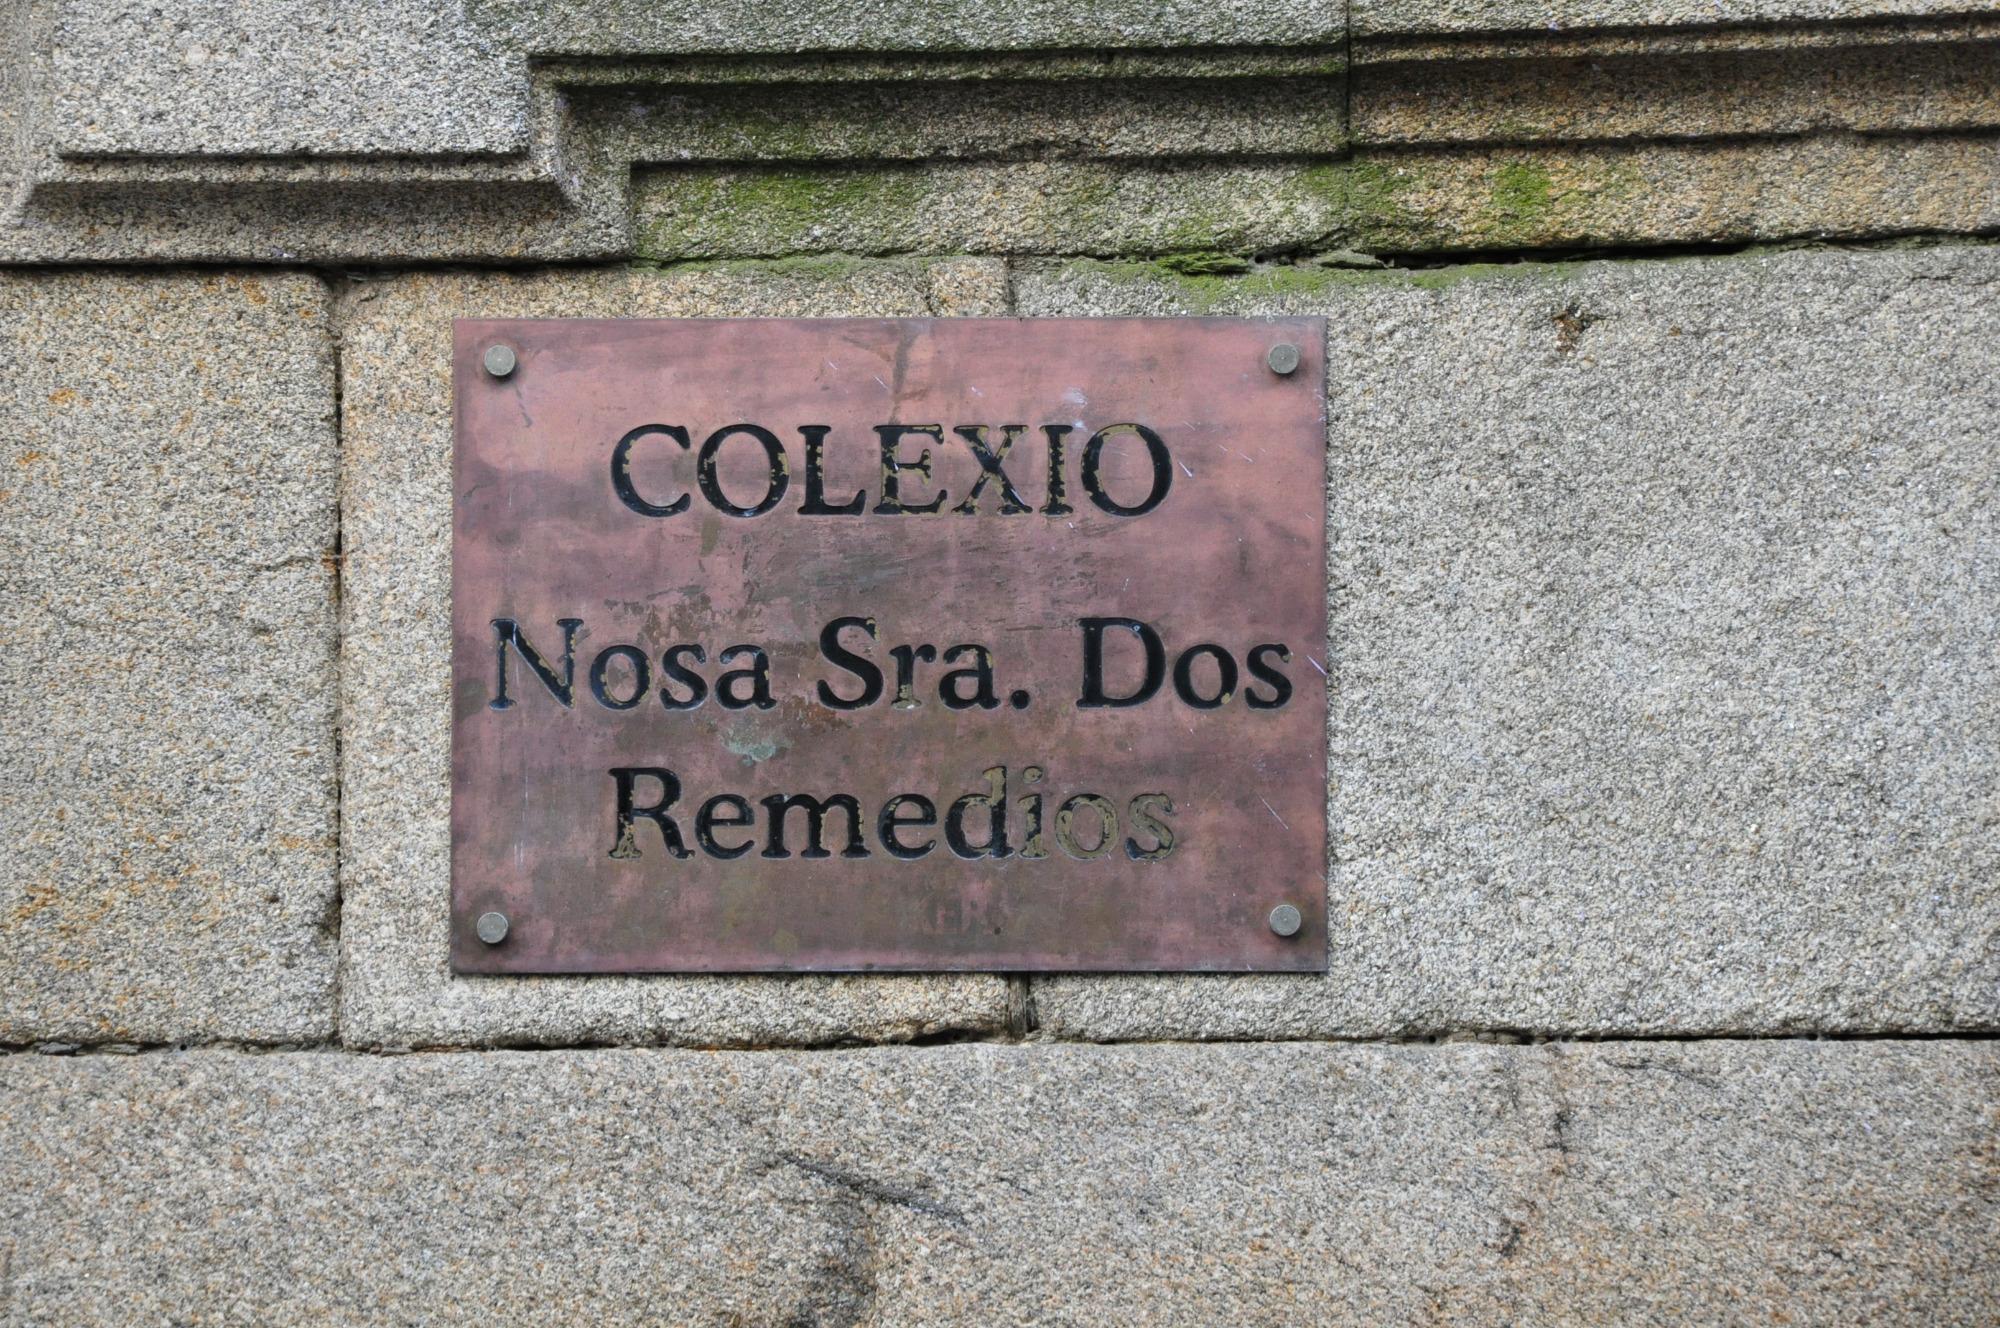 COLEXIO
Nosa Sra. Dos
Remedios